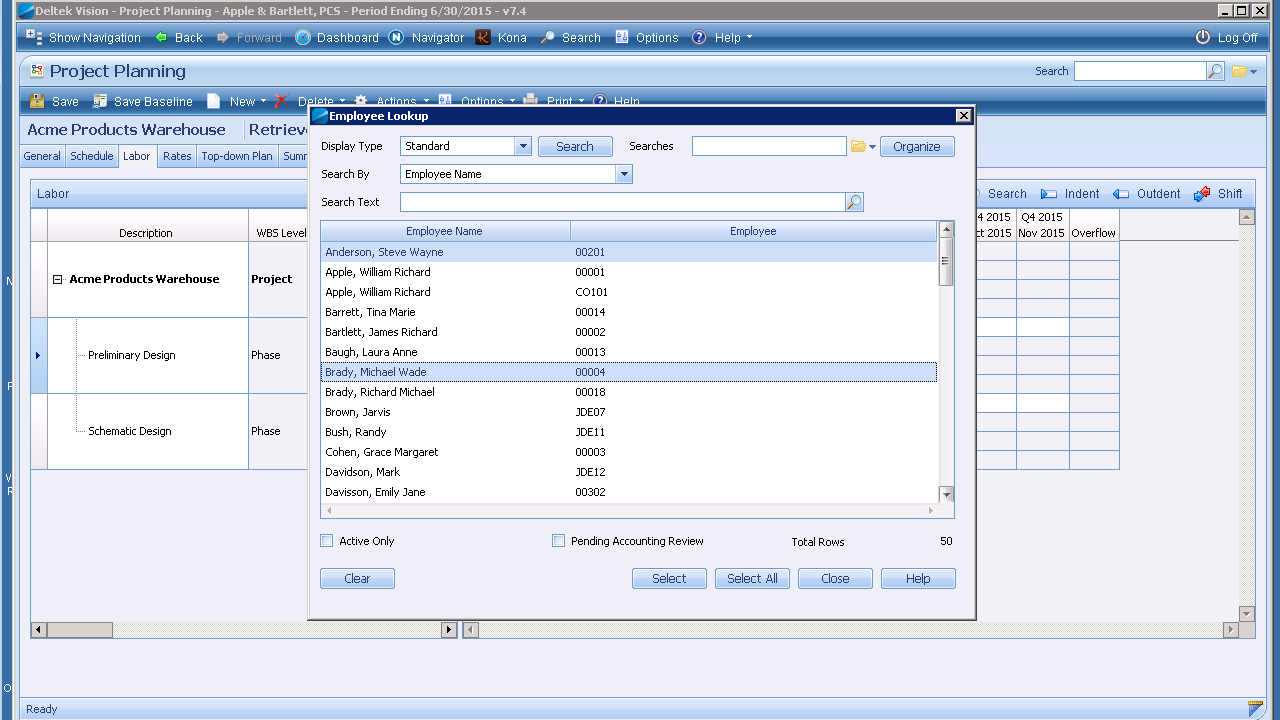 Deltek Vision - Project Planning - Apple & Bartlett, PCS - Period Ending 6/30/2015 - v7.4
Show Navigation Back Forward Dashboard Navigator Kona Search Options Help Log Off
Project Planning Search
Save Save Baseline New Delete Actions Options Print Help
Employee Lookup
Acme Products Warehouse Retrieve
General Schedule Labor Rates Top-down Plan Summ
Display Type Standard Search Searches Organize
Search By Employee Name
Search Text
Labor Search Indent Outdent Shift
Description WBS Level
4 2015 Q4 2015
ct 2015 Nov 2015 Overflow
Employee Name Employee
Anderson, Steve Wayne 00201
Apple, William Richard 00001
Apple, William Richard CO101
Barrett, Tina Marie 00014
Bartlett, James Richard 00002
Baugh, Laura Anne 00013
Brady, Michael Wade 00004
Brady, Richard Michael 00018
Brown, Jarvis JDE07
Bush, Randy JDE11
Cohen, Grace Margaret 00003
Davidson, Mark JDE12
Davisson, Emily Jane 00302
Acme Products Warehouse Project
Preliminary Design Phase
Schematic Design Phase
Active Only Pending Accounting Review Total Rows 50
Clear Select Select All Close Help
Ready